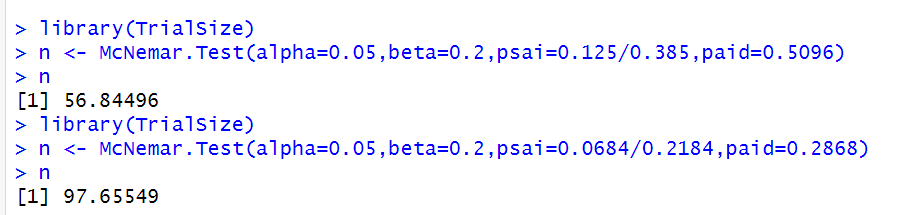 > library(TrialSize)
> n <- McNemar.Test(alpha=0.05,beta=0.2,psai=0.125/0.385,paid=0.5096)
> n
[1] 56.84496
> library(TrialSize)
> n <- McNemar.Test(alpha=0.05,beta=0.2,psai=0.0684/0.2184,paid=0.2868)
> n
[1] 97.65549